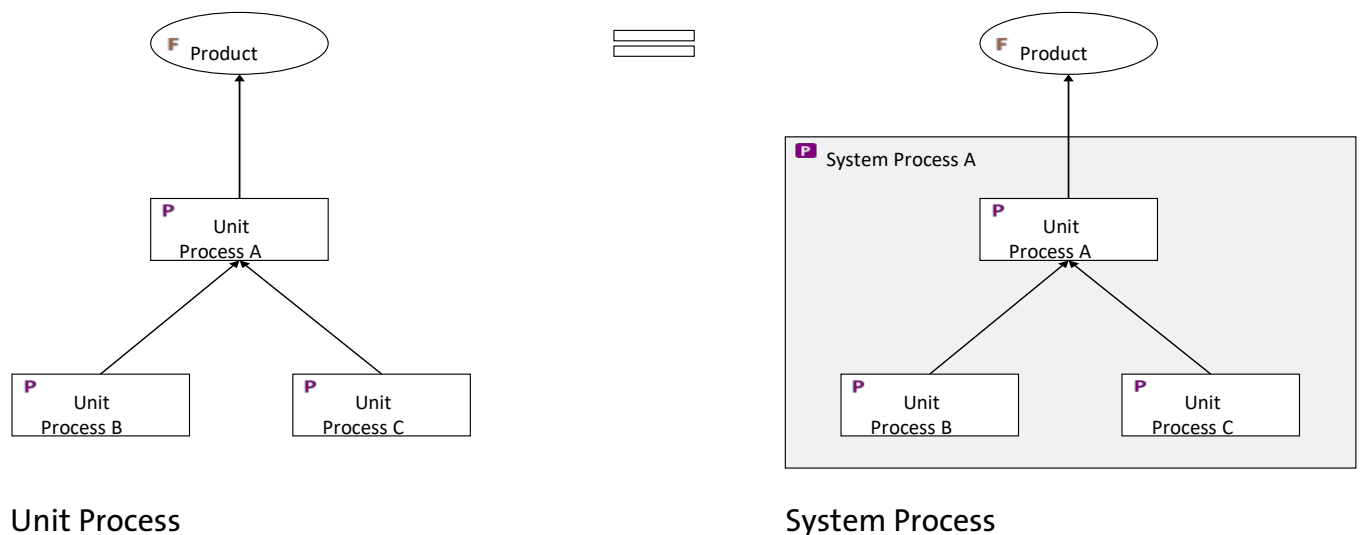 F Product
F Product
P System Process A
P Unit
Process A
P Unit
Process A
P Unit
Process B
P Unit
Process C
P Unit
Process B
P Unit
Process C
Unit Process
System Process